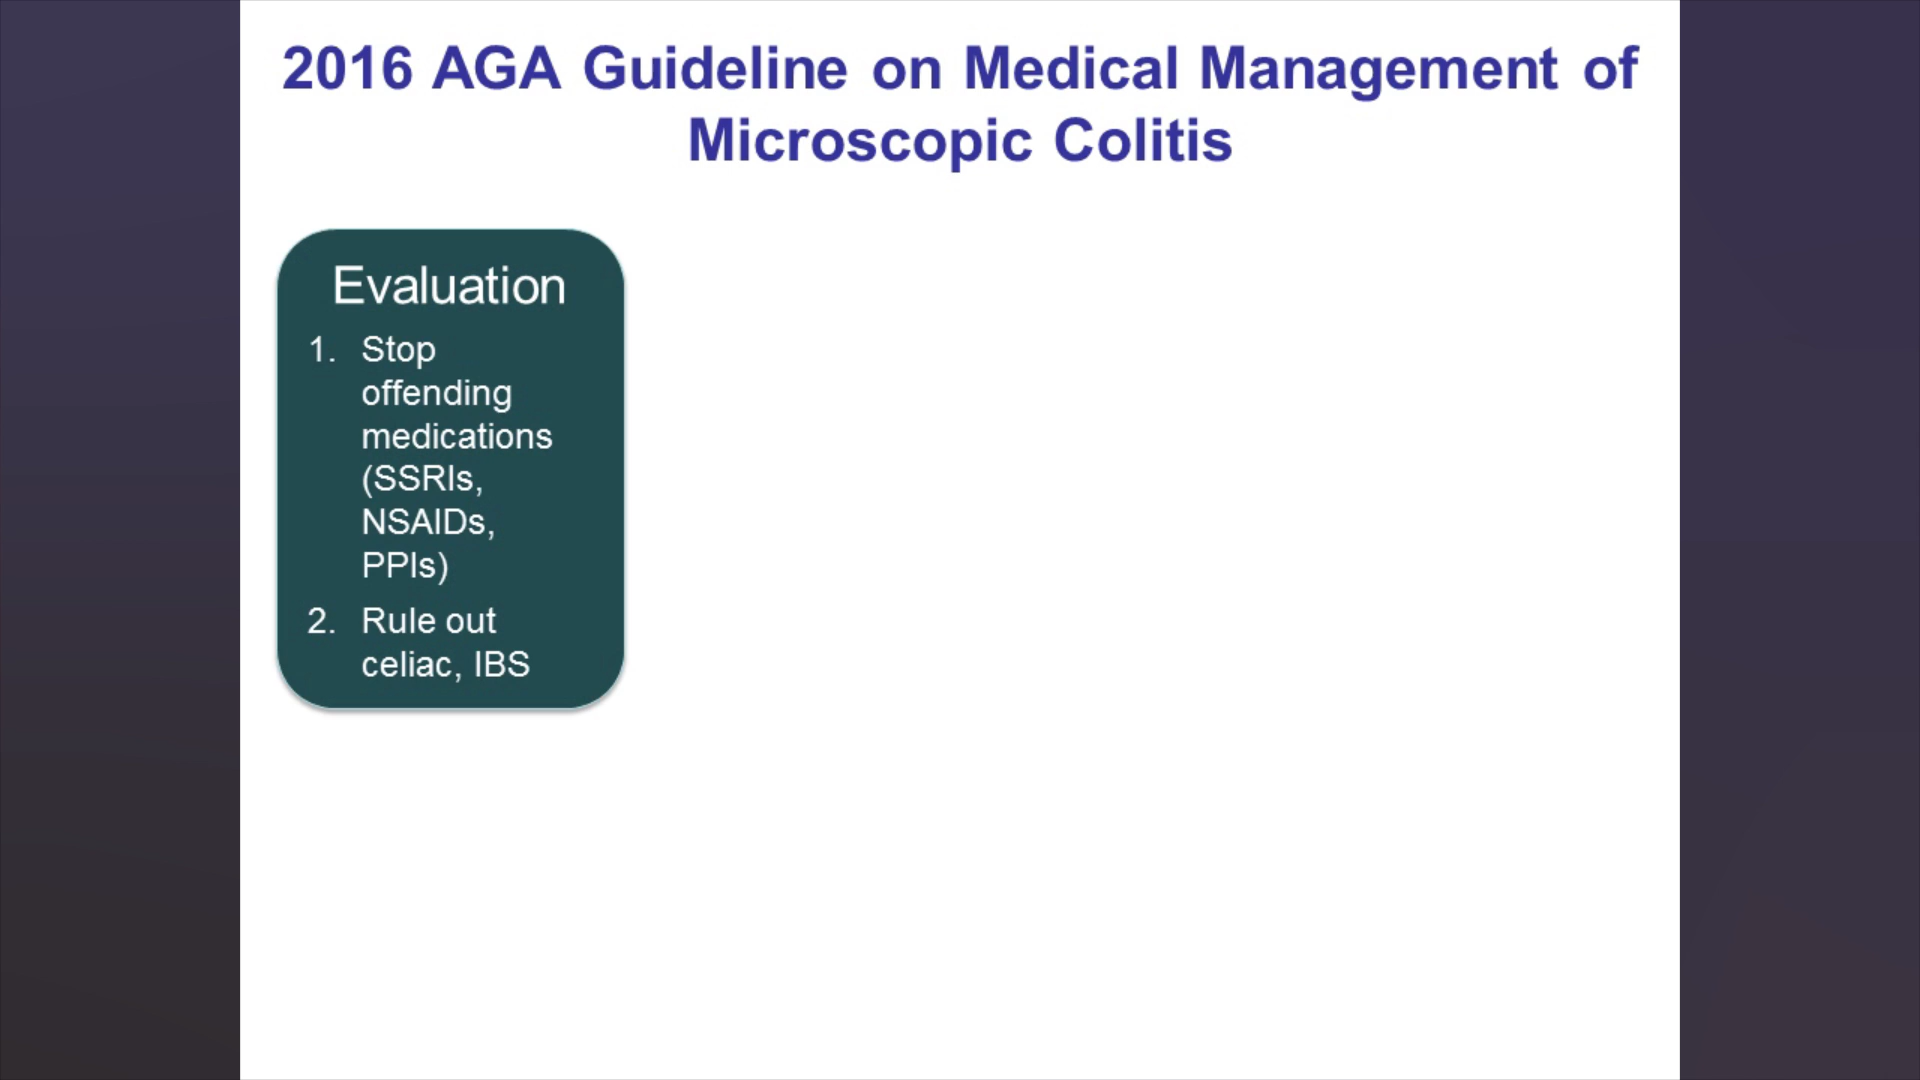 2016 AGA Guideline on Medical Management of
Microscopic Colitis
Evaluation
1. Stop
offending
medications
(SSRIs,
NSAIDs,
PPIs)
2. Rule out
celiac, IBS